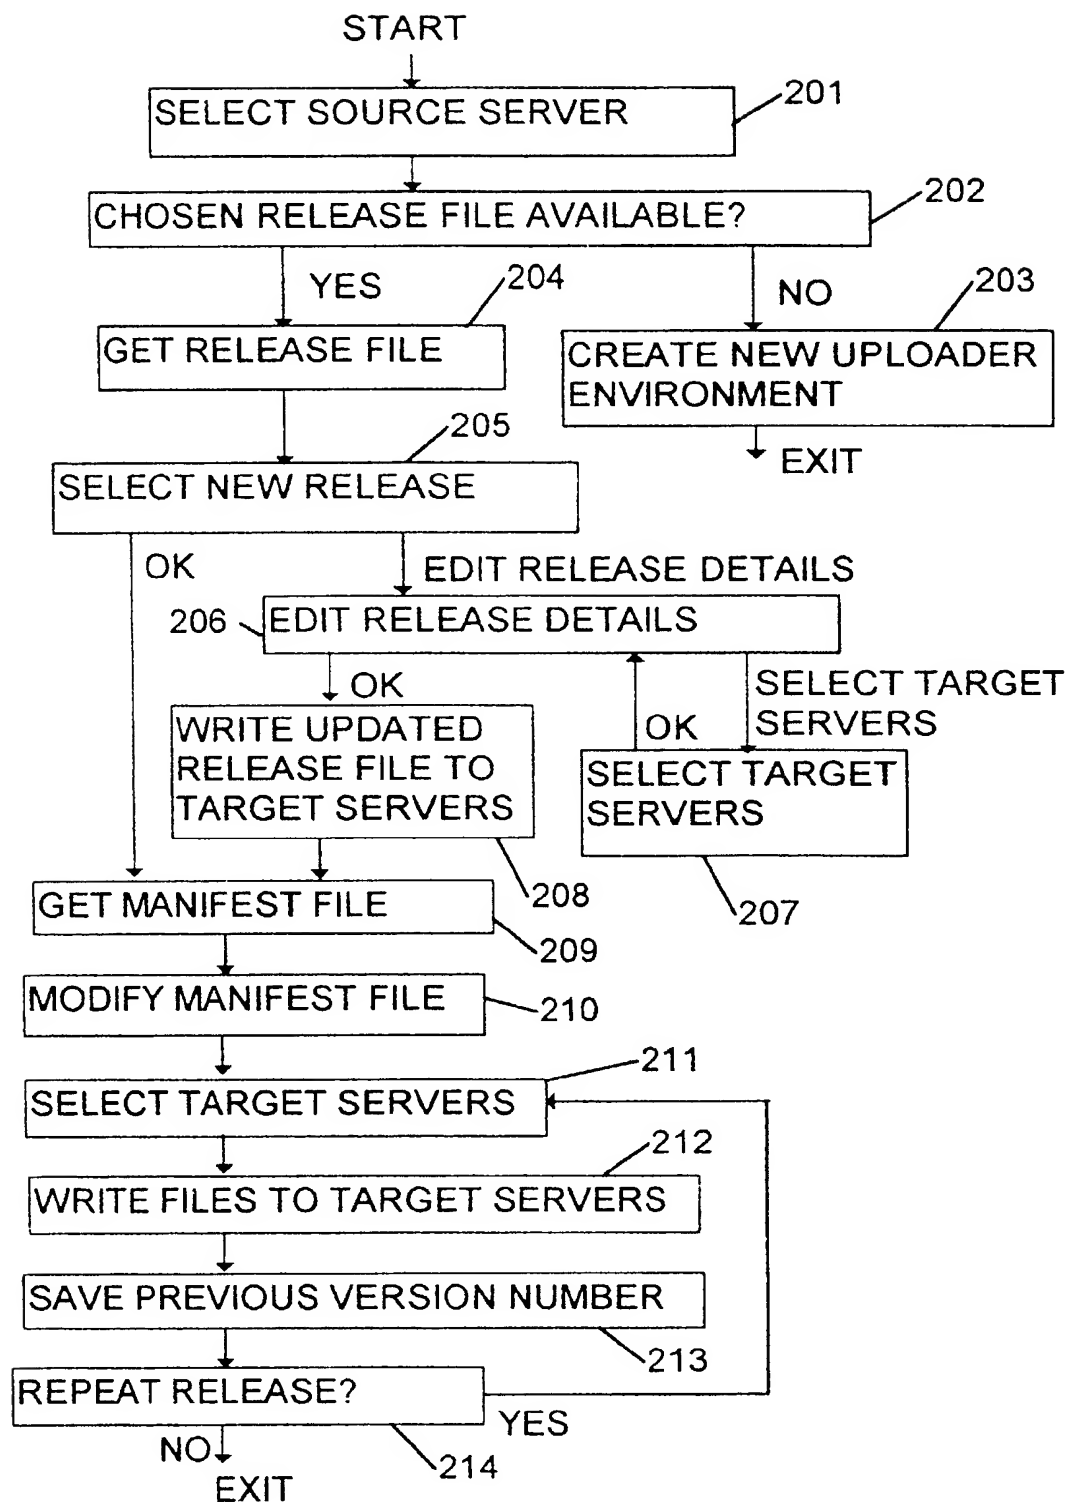 START
SELECT SOURCE SERVER
201
CHOSEN RELEASE FILE AVAILABLE?
202
YES
204
NO
203
GET RELEASE FILE
CREATE NEW UPLOADER
ENVIRONMENT
EXIT
205
SELECT NEW RELEASE
OK
EDIT RELEASE DETAILS
206
EDIT RELEASE DETAILS
OK
SELECT TARGET
SERVERS
OK
WRITE UPDATED
RELEASE FILE TO
TARGET SERVERS
SELECT TARGET
SERVERS
208
207
GET MANIFEST FILE
209
MODIFY MANIFEST FILE
210
211
SELECT TARGET SERVERS
212
WRITE FILES TO TARGET SERVERS
SAVE PREVIOUS VERSION NUMBER
213
REPEAT RELEASE?
YES
NO
214
EXIT